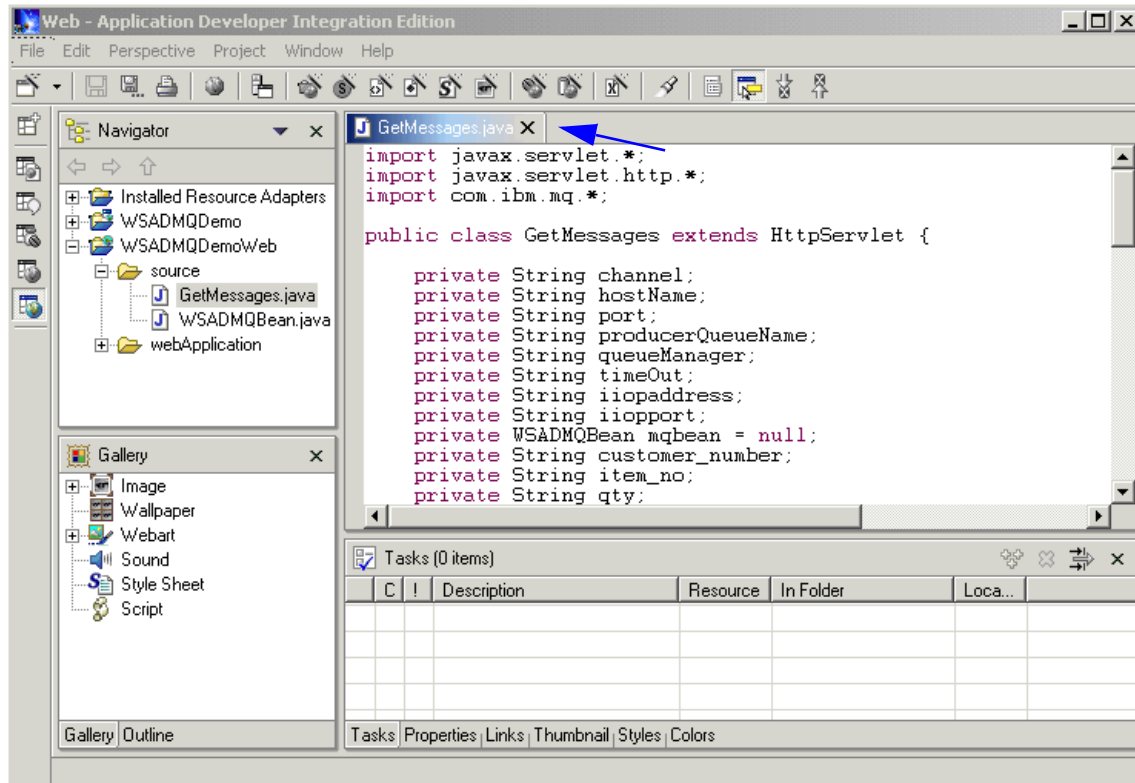 Web - Application Developer Integration Edition
File Edit Perspective Project Window Help
Navigator
Installed Resource Adapters
WSADMQDemo
WSADMQDemoWeb
source
GetMessages.java
WSADMQBean.java
webApplication
Gallery
Image
Wallpaper
Webart
Sound
Style Sheet
Script
Gallery Outline
GetMessages.java
import javax.servlet.*;
import javax.servlet.http.*;
import com.ibm.mq.*;
public class GetMessages extends HttpServlet {
private String channel;
private String hostName;
private String port;
private String producerQueueName;
private String queueManager;
private String timeOut;
private String iiopaddress;
private String iiopport;
private WSADMQBean mqbean = null;
private String customer_number;
private String item_no;
private String qty;
Tasks (0 items)
C ! Description Resource In Folder Loca...
Tasks Properties Links Thumbnail Styles Colors